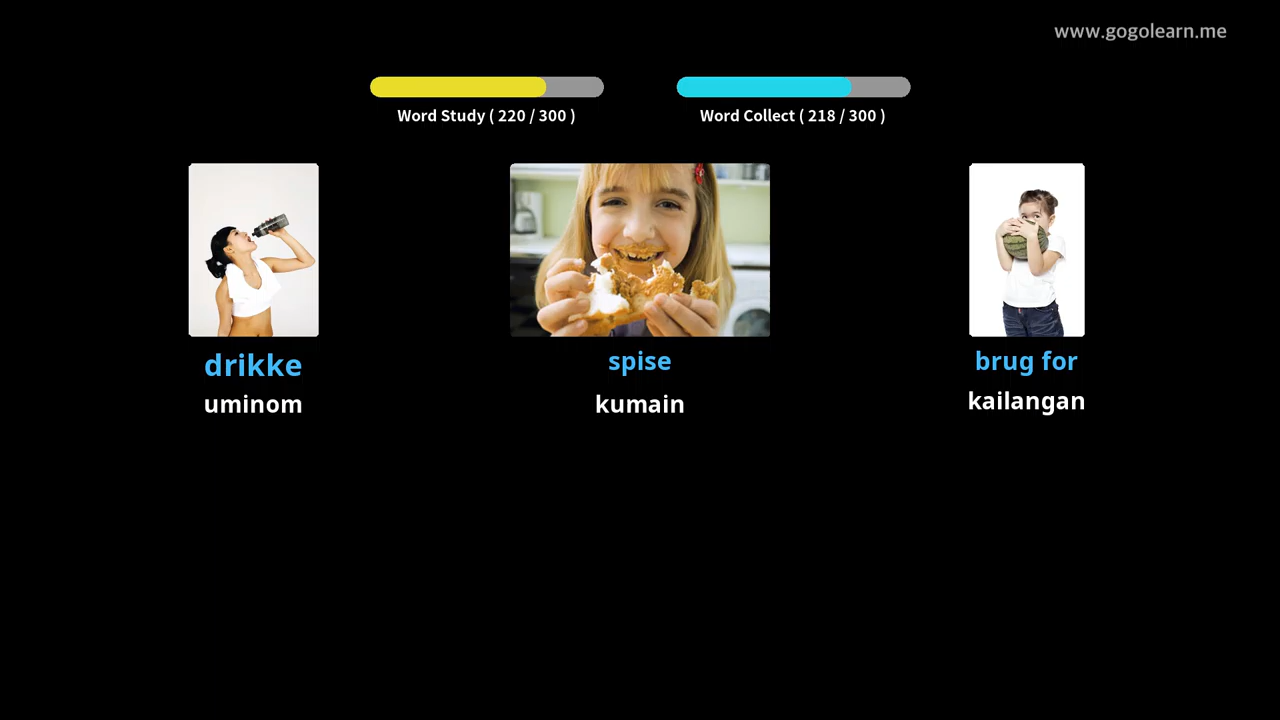 www.gogolearn.me
Word Study ( 220 / 300 )
Word Collect ( 218 / 300 )
drikke
spise
brug for
uminom
kumain
kailangan